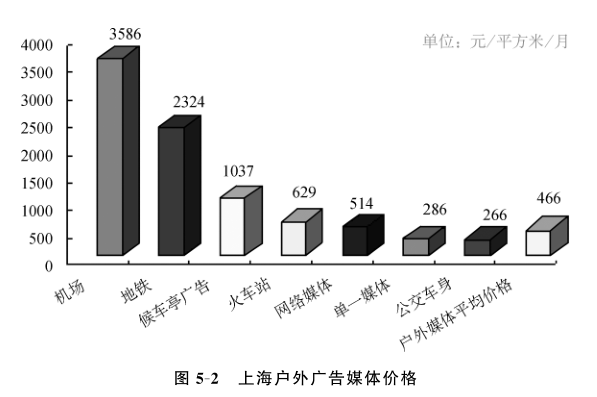 单位：元/平方米/月
4000
3500
3000
2500
2000
1500
1000
500
0
3586
2324
1037
629
514
286
266
466
机场
地铁
候车亭广告
火车站
网络媒体
单一媒体
公交车身
户外媒体平均价格
图 5-2 上海户外广告媒体价格